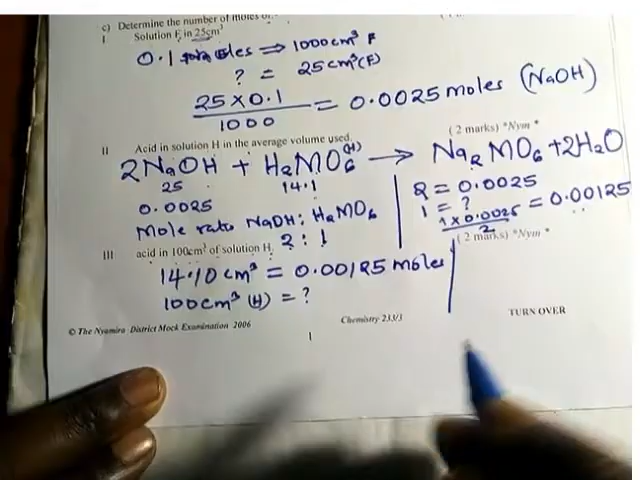 c) Determine the number of moles of:
I Solution F in 25cm³
0.1 moles ⇒ 1000cm³ F
? = 25cm³(F)
25 × 0.1 / 1000 = 0.0025 moles (NaOH)
(2 marks) *Nym *
II Acid in solution H in the average volume used.
2NaOH + H₂MO₆(H) → Na₂MO₆ + 2H₂O
25 14.1
0.0025
Mole rato NaOH : H₂MO₆
2 : 1
2 = 0.0025
1 = ?
1 × 0.0025 / 2 = 0.00125
(2 marks) *Nym *
III acid in 100cm³ of solution H.
14.10 cm³ = 0.00125 moles
100cm³ (H) = ?
© The Nyamira District Mock Examination 2006
Chemistry 233/3
TURN OVER
1